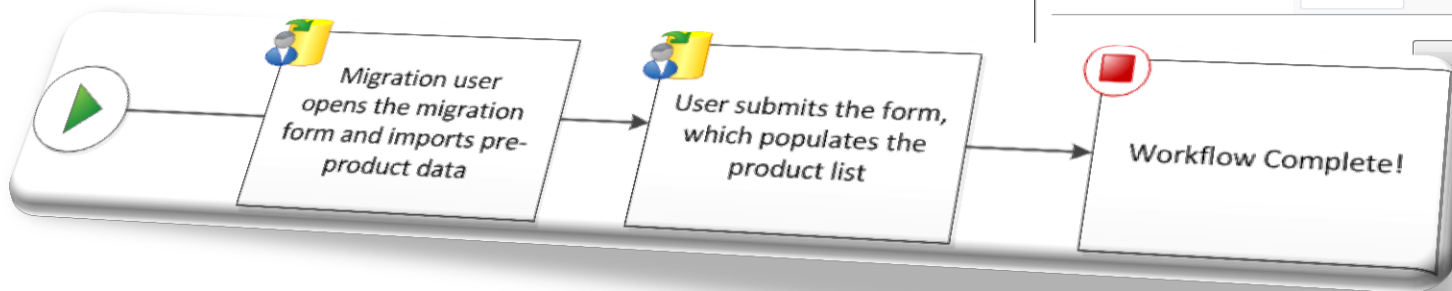 Migration user
opens the migration
form and imports pre-
product data
User submits the form,
which populates the
product list
Workflow Complete!